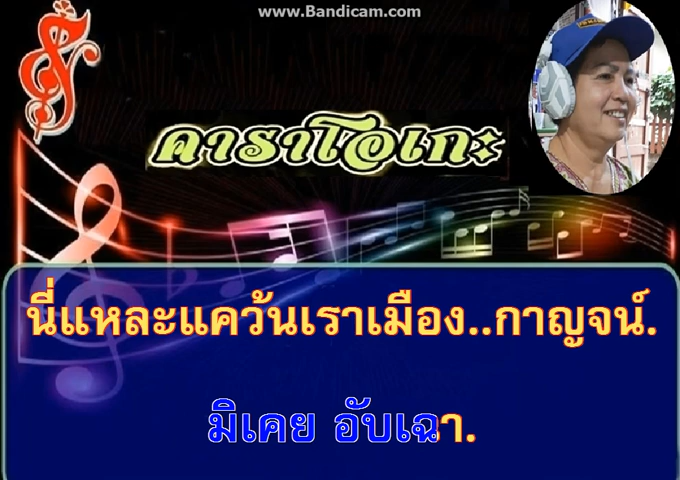 www.Bandicam.com
คาราโอเกะ
นี่แหละแคว้นเราเมือง..กาญจน์.
มิเคย อับเฉา.